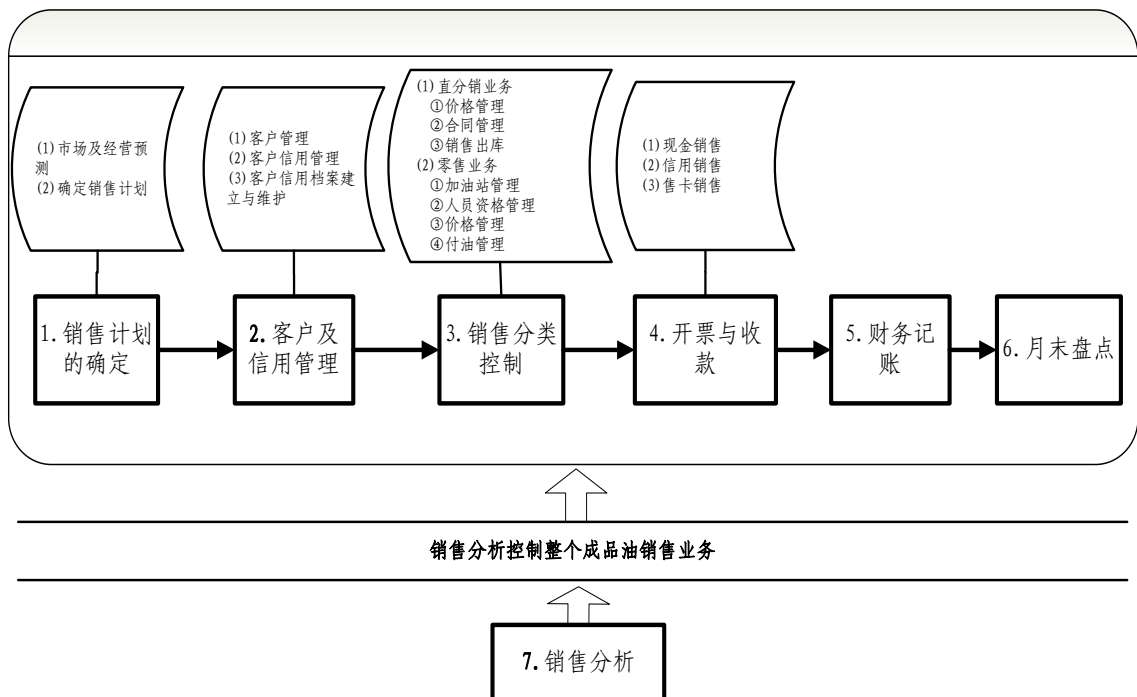 (1) 市场及经营预
测
(2) 确定销售计划
(1) 客户管理
(2) 客户信用管理
(3) 客户信用档案建
立与维护
(1) 直分销业务
①价格管理
②合同管理
③销售出库
(2) 零售业务
①加油站管理
②人员资格管理
③价格管理
④付油管理
(1) 现金销售
(2) 信用销售
(3) 售卡销售
1. 销售计划
的确定
2. 客户及
信用管理
3. 销售分类
控制
4. 开票与收
款
5. 财务记
账
6. 月末盘点
销售分析控制整个成品油销售业务
7. 销售分析